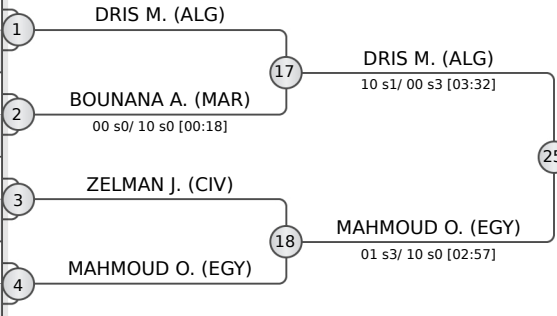 DRIS M. (ALG)
1
17
DRIS M. (ALG)
10 s1/ 00 s3 [03:32]
BOUNANA A. (MAR)
2
00 s0/ 10 s0 [00:18]
25
ZELMAN J. (CIV)
3
18
MAHMOUD O. (EGY)
01 s3/ 10 s0 [02:57]
MAHMOUD O. (EGY)
4